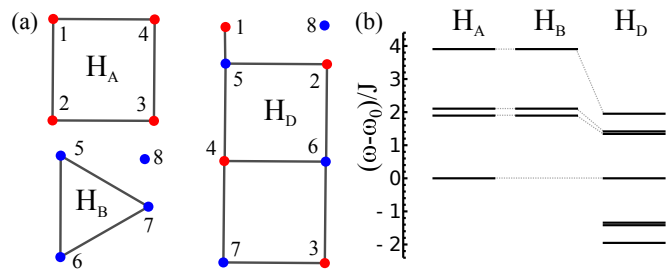 (a)
1 4
H_A
2 3
5 8
H_B
7
6
1 8
5 2
H_D
4 6
7 3
(b)
H_A H_B H_D
(ω-ω_0)/J
4
3
2
1
0
- 1
- 2